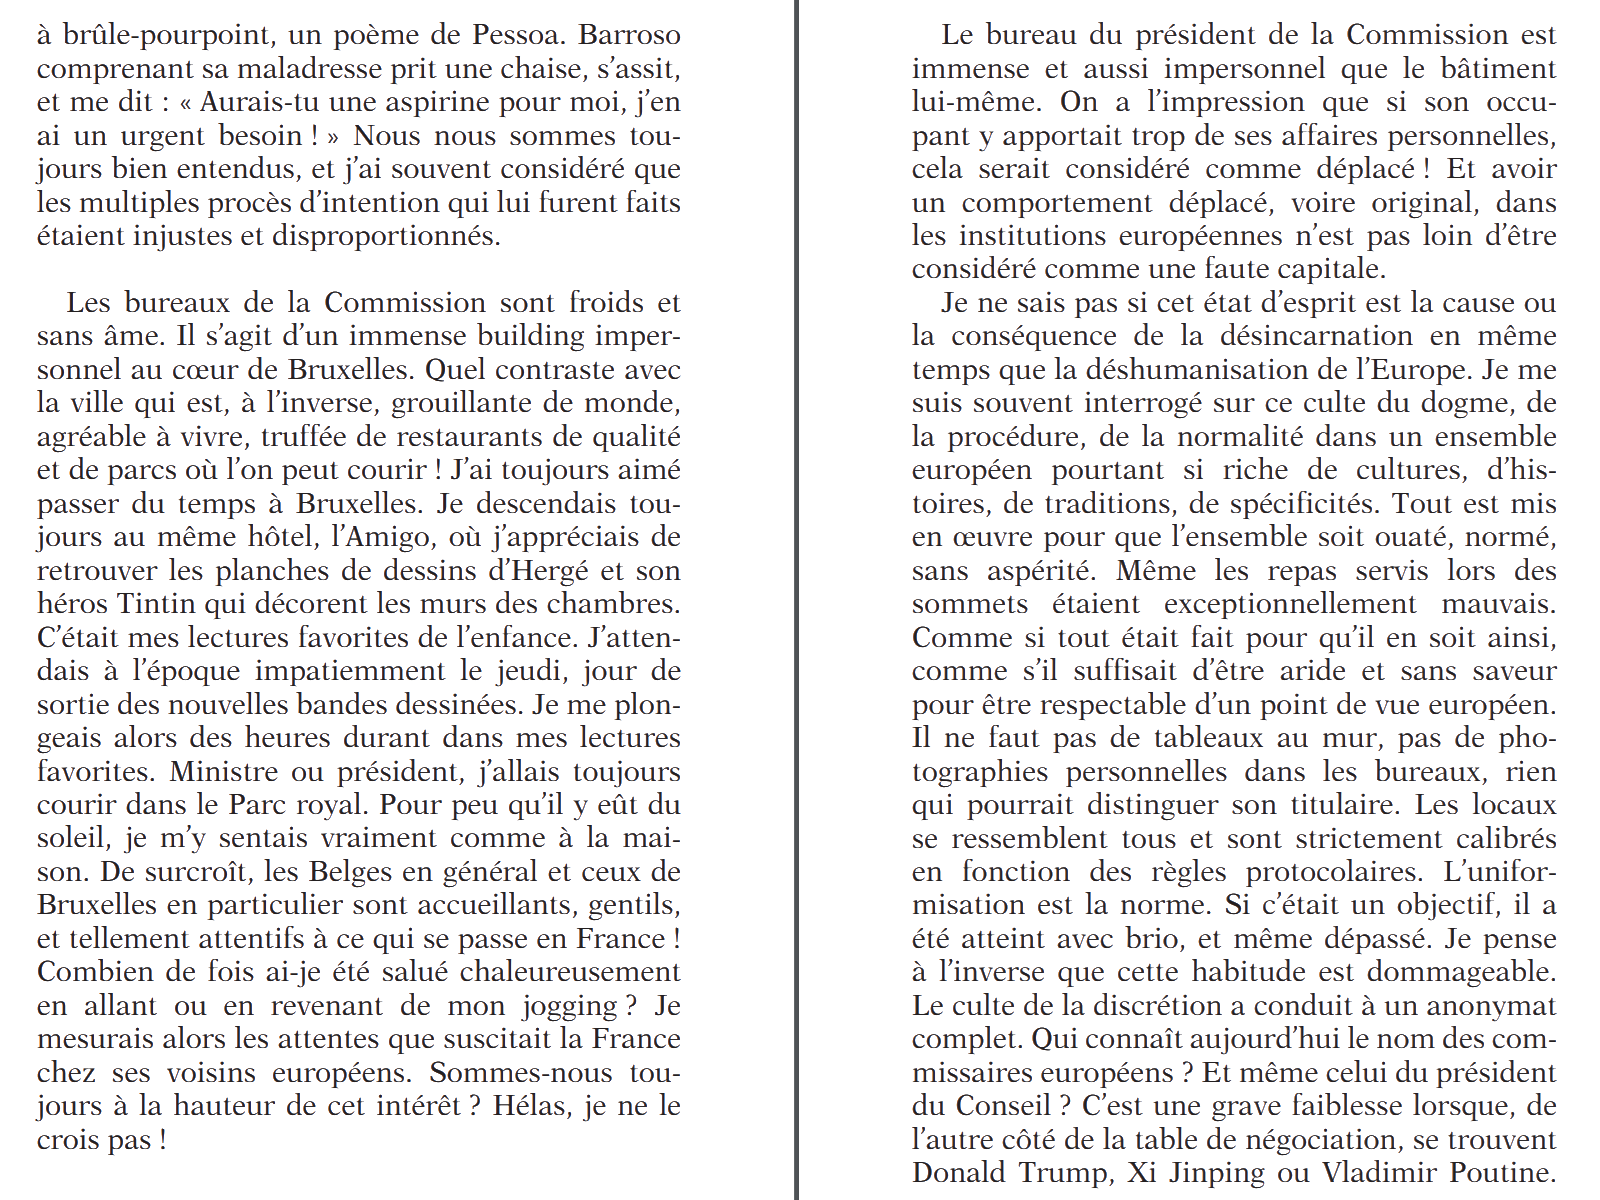 à brûle-pourpoint, un poème de Pessoa. Barroso
comprenant sa maladresse prit une chaise, s’assit,
et me dit : « Aurais-tu une aspirine pour moi, j’en
ai un urgent besoin ! » Nous nous sommes tou-
jours bien entendus, et j’ai souvent considéré que
les multiples procès d’intention qui lui furent faits
étaient injustes et disproportionnés.
Les bureaux de la Commission sont froids et
sans âme. Il s’agit d’un immense building imper-
sonnel au cœur de Bruxelles. Quel contraste avec
la ville qui est, à l’inverse, grouillante de monde,
agréable à vivre, truffée de restaurants de qualité
et de parcs où l’on peut courir ! J’ai toujours aimé
passer du temps à Bruxelles. Je descendais tou-
jours au même hôtel, l’Amigo, où j’appréciais de
retrouver les planches de dessins d’Hergé et son
héros Tintin qui décorent les murs des chambres.
C’était mes lectures favorites de l’enfance. J’atten-
dais à l’époque impatiemment le jeudi, jour de
sortie des nouvelles bandes dessinées. Je me plon-
geais alors des heures durant dans mes lectures
favorites. Ministre ou président, j’allais toujours
courir dans le Parc royal. Pour peu qu’il y eût du
soleil, je m’y sentais vraiment comme à la mai-
son. De surcroît, les Belges en général et ceux de
Bruxelles en particulier sont accueillants, gentils,
et tellement attentifs à ce qui se passe en France !
Combien de fois ai-je été salué chaleureusement
en allant ou en revenant de mon jogging ? Je
mesurais alors les attentes que suscitait la France
chez ses voisins européens. Sommes-nous tou-
jours à la hauteur de cet intérêt ? Hélas, je ne le
crois pas !
Le bureau du président de la Commission est
immense et aussi impersonnel que le bâtiment
lui-même. On a l’impression que si son occu-
pant y apportait trop de ses affaires personnelles,
cela serait considéré comme déplacé ! Et avoir
un comportement déplacé, voire original, dans
les institutions européennes n’est pas loin d’être
considéré comme une faute capitale.
Je ne sais pas si cet état d’esprit est la cause ou
la conséquence de la désincarnation en même
temps que la déshumanisation de l’Europe. Je me
suis souvent interrogé sur ce culte du dogme, de
la procédure, de la normalité dans un ensemble
européen pourtant si riche de cultures, d’his-
toires, de traditions, de spécificités. Tout est mis
en œuvre pour que l’ensemble soit ouaté, normé,
sans aspérité. Même les repas servis lors des
sommets étaient exceptionnellement mauvais.
Comme si tout était fait pour qu’il en soit ainsi,
comme s’il suffisait d’être aride et sans saveur
pour être respectable d’un point de vue européen.
Il ne faut pas de tableaux au mur, pas de pho-
tographies personnelles dans les bureaux, rien
qui pourrait distinguer son titulaire. Les locaux
se ressemblent tous et sont strictement calibrés
en fonction des règles protocolaires. L’unifor-
misation est la norme. Si c’était un objectif, il a
été atteint avec brio, et même dépassé. Je pense
à l’inverse que cette habitude est dommageable.
Le culte de la discrétion a conduit à un anonymat
complet. Qui connaît aujourd’hui le nom des com-
missaires européens ? Et même celui du président
du Conseil ? C’est une grave faiblesse lorsque, de
l’autre côté de la table de négociation, se trouvent
Donald Trump, Xi Jinping ou Vladimir Poutine.